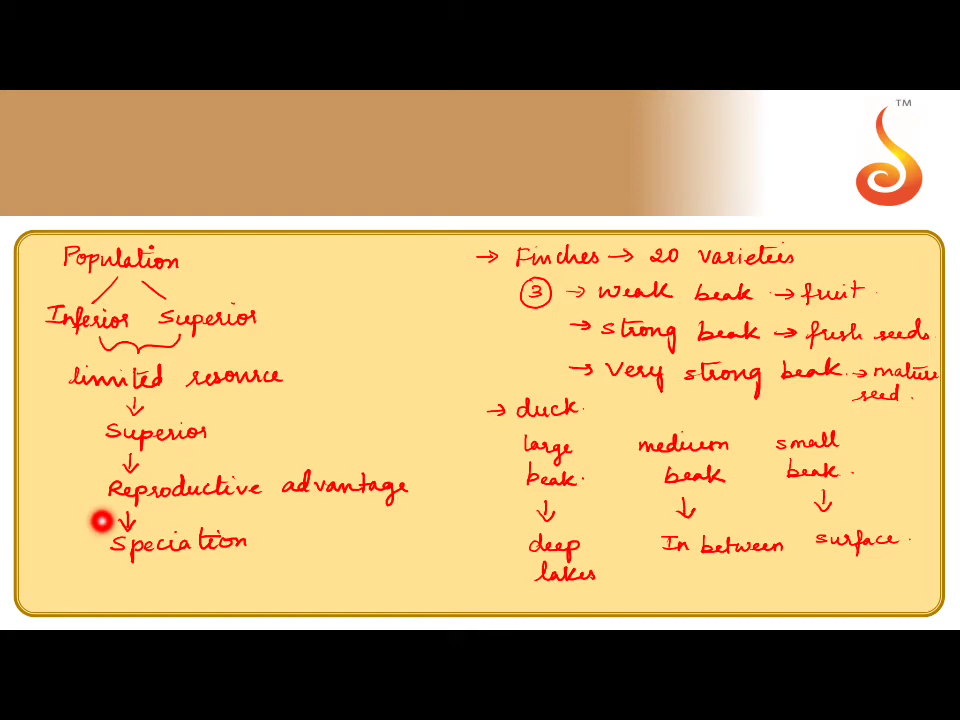 TM
Population
Inferior Superior
limited resource
↓
Superior
↓
Reproductive advantage
↓
Speciation
→ Finches → 20 varieties
③ → weak beak → fruit
→ strong beak → fresh seeds
→ Very strong beak → mature
seed.
→ duck.
large medium small
beak. beak beak.
↓ ↓ ↓
deep In between surface.
lakes